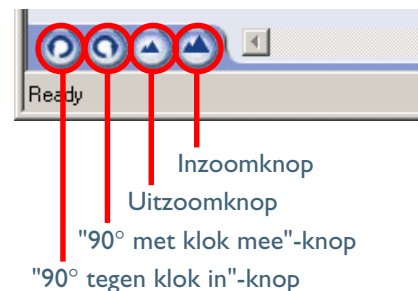 Ready
Inzoomknop
Uitzoomknop
"90° met klok mee"-knop
"90° tegen klok in"-knop